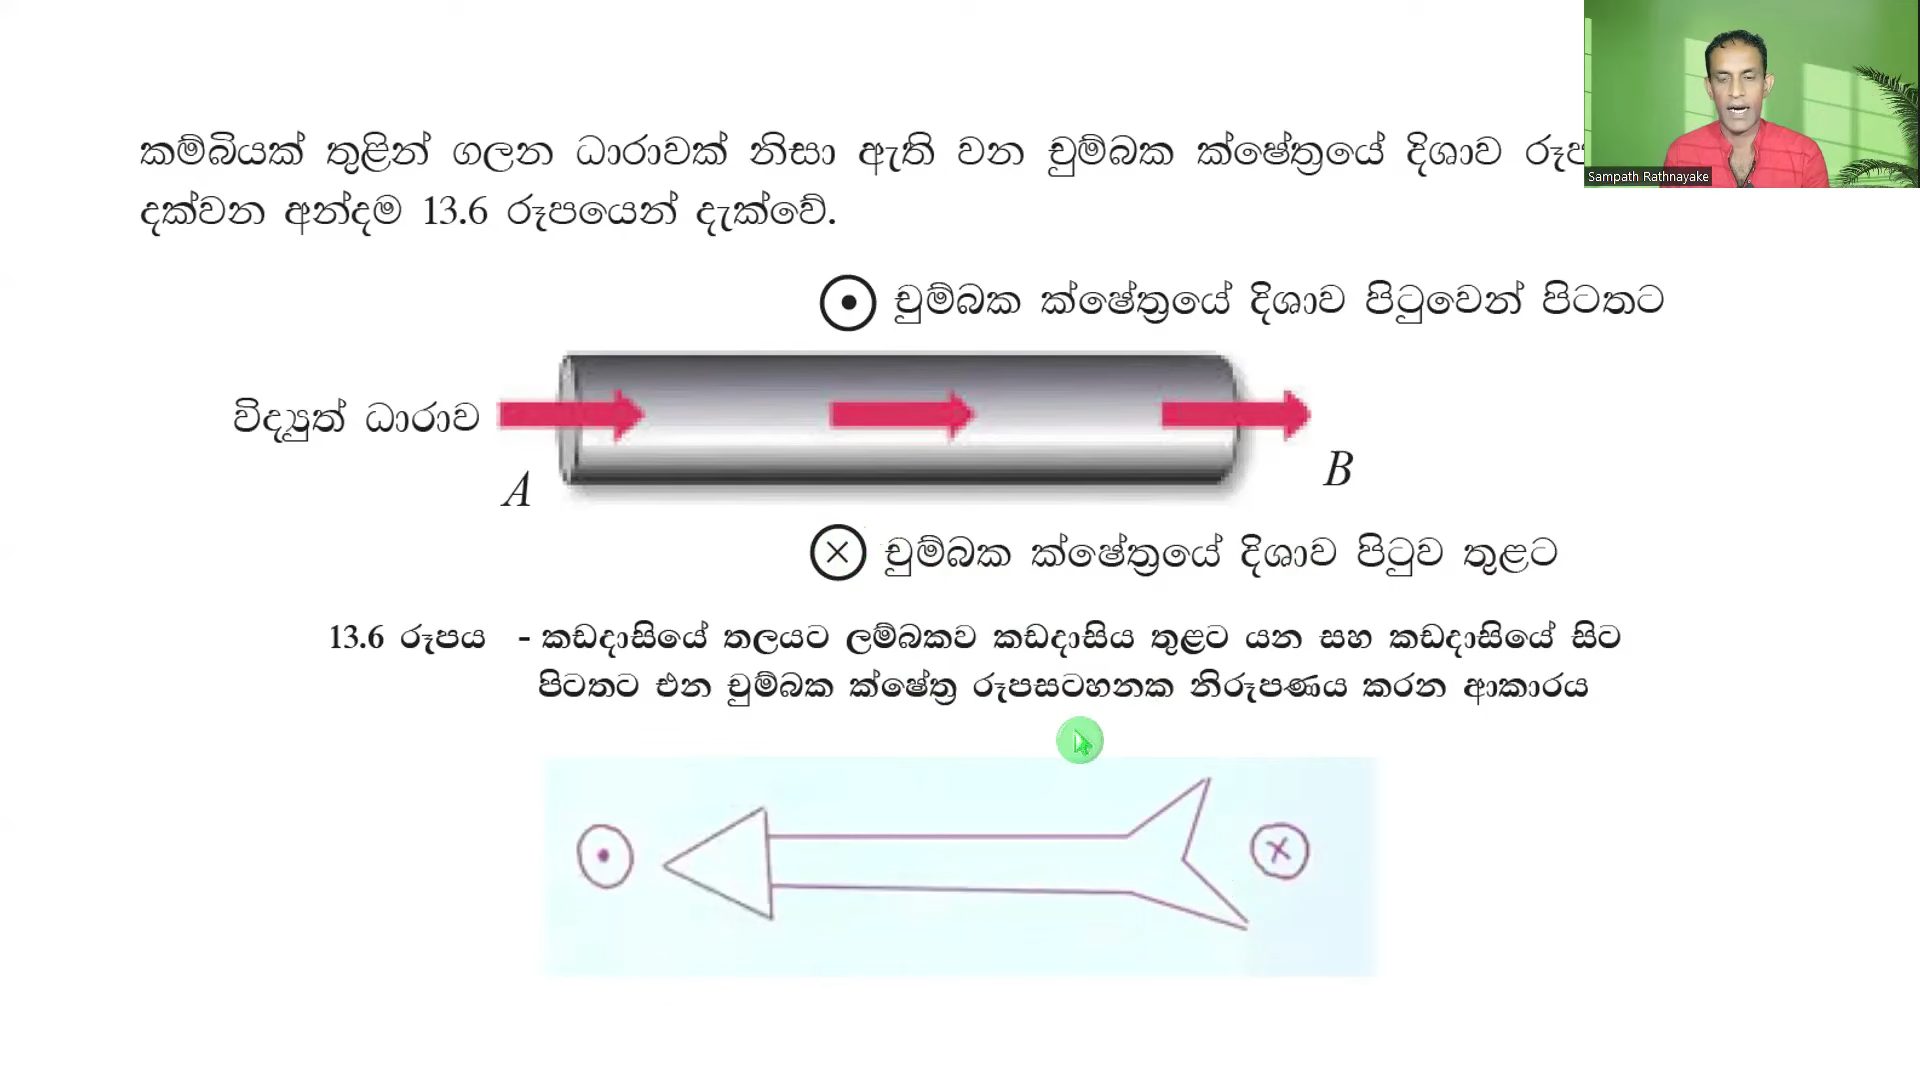 කම්බියක් තුළින් ගලන ධාරාවක් නිසා ඇති වන චුම්බක ක්ෂේත්‍රයේ දිශාව
Sampath Rathnayake
දක්වන අන්දම 13.6 රූපයෙන් දැක්වේ.
චුම්බක ක්ෂේත්‍රයේ දිශාව පිටුවෙන් පිටතට
විද්‍යුත් ධාරාව
A
B
චුම්බක ක්ෂේත්‍රයේ දිශාව පිටුව තුළට
13.6 රූපය - කඩදාසියේ තලයට ලම්බකව කඩදාසිය තුළට යන සහ කඩදාසියේ සිට
පිටතට එන චුම්බක ක්ෂේත්‍ර රූපසටහනක නිරූපණය කරන ආකාරය